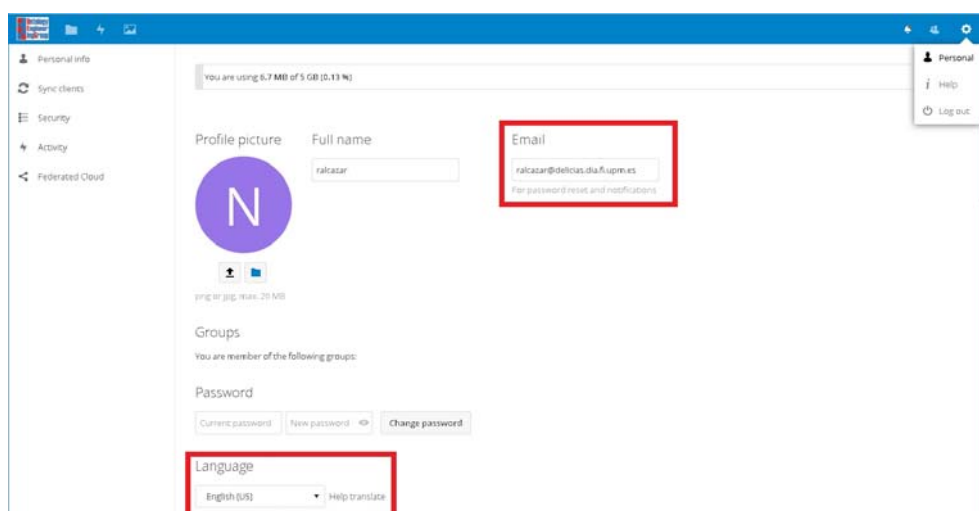 Ontology
Engineering
Group
Personal
Help
Log out
Personal info
Sync clients
Security
Activity
Federated Cloud
You are using 6.7 MB of 5 GB (0.13 %)
Profile picture
N
png or jpg, max. 20 MB
Full name
ralcazar
Email
ralcazar@delicias.dia.fi.upm.es
For password reset and notifications
Groups
You are member of the following groups:
Password
Current password New password Change password
Language
English (US) Help translate